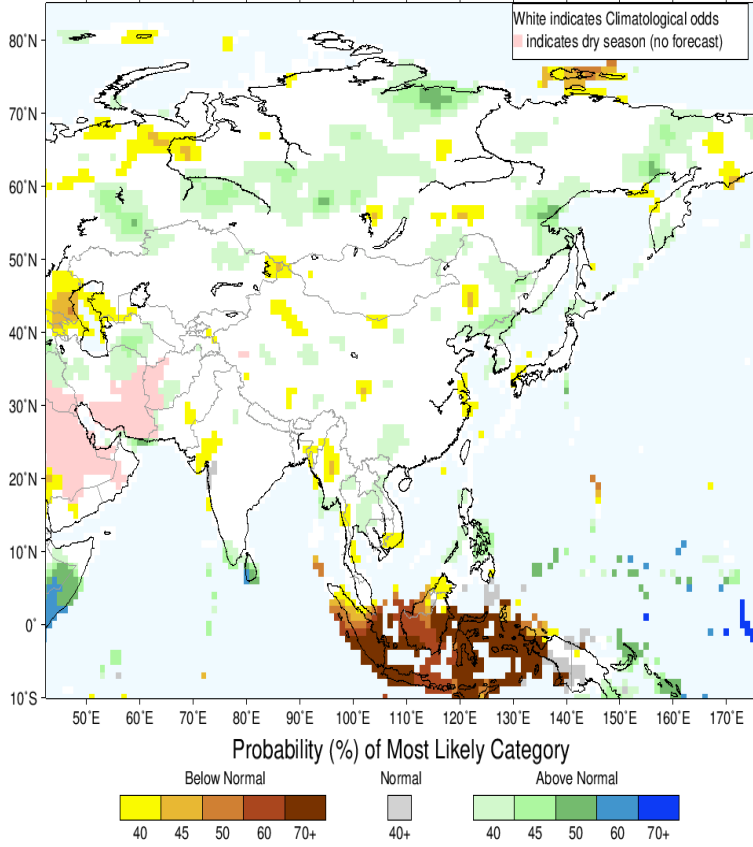 White indicates Climatological odds
indicates dry season (no forecast)
80°N
70°N
60°N
50°N
40°N
30°N
20°N
10°N
0°
10°S
50°E 60°E 70°E 80°E 90°E 100°E 110°E 120°E 130°E 140°E 150°E 160°E 170°E
Probability (%) of Most Likely Category
Below Normal Normal Above Normal
40 45 50 60 70+ 40+ 40 45 50 60 70+